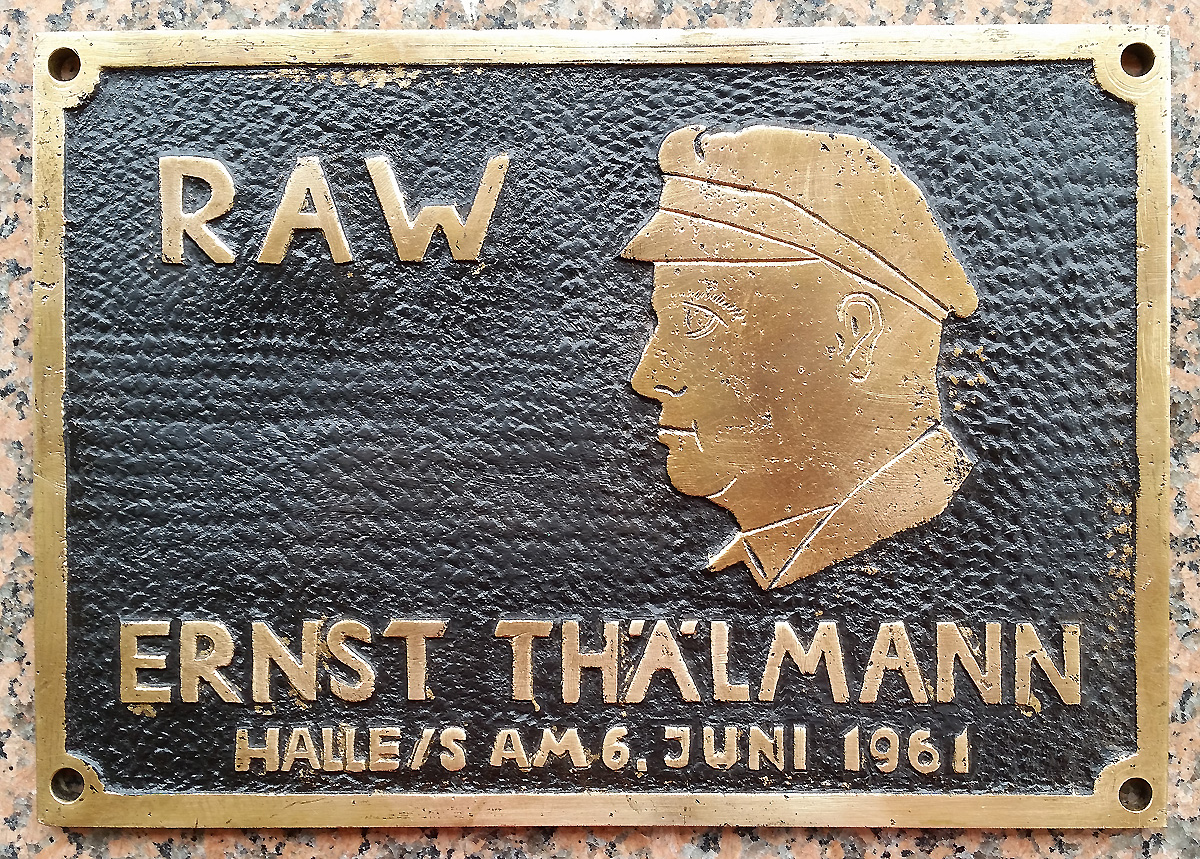 RAW
ERNST THÄLMANN
HALLE/S AM 6. JUNI 1961